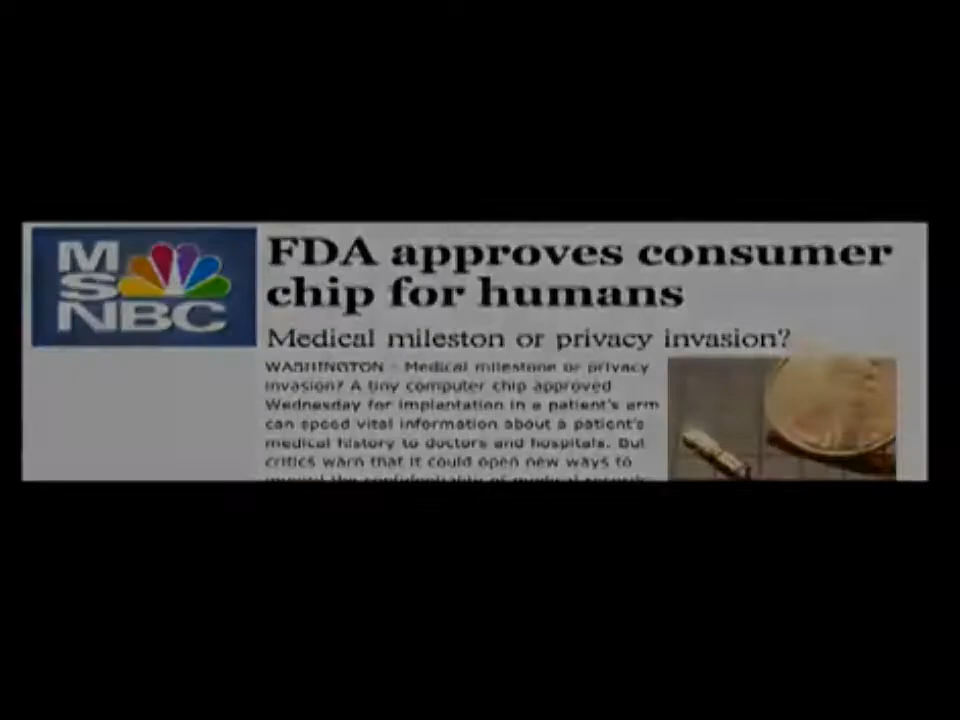 MSNBC
FDA approves consumer
chip for humans
Medical mileston or privacy invasion?
WASHINGTON - Medical milestone or privacy
invasion? A tiny computer chip approved
Wednesday for implantation in a patient's arm
can speed vital information about a patient's
medical history to doctors and hospitals. But
critics warn that it could open new ways to